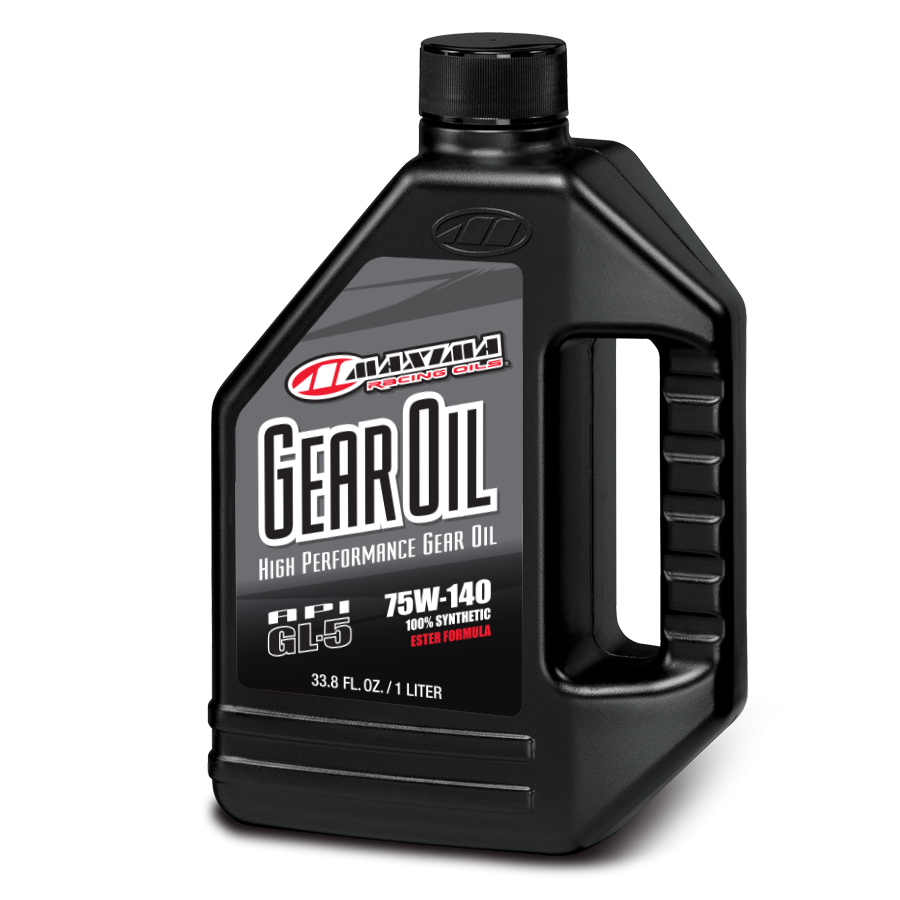 MAXIMA
RACING OILS®
GEAR OIL
HIGH PERFORMANCE GEAR OIL
API
GL-5
75W-140
100% SYNTHETIC
ESTER FORMULA
33.8 FL. OZ. / 1 LITER